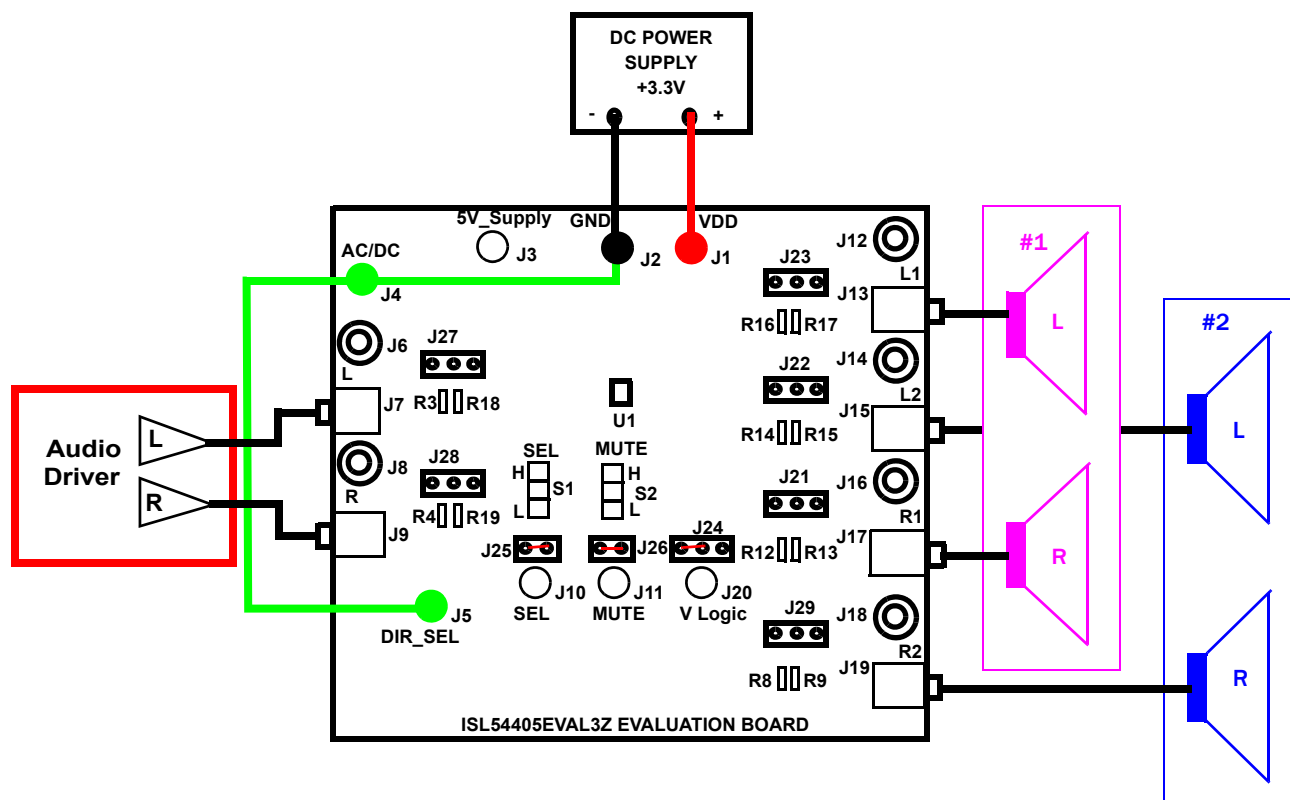 DC POWER
SUPPLY
+3.3V
- +
5V_Supply
GND
VDD
J3
J2
J1
AC/DC
J4
J12
L1
J23
J13
R16 R17
#1
L
#2
J6
L
J27
J14
L2
J22
J7
R3 R18
U1
J15
R14 R15
Audio
Driver
L
R
L
J8
R
J28
SEL
H
S1
L
MUTE
H
S2
L
J21
J16
R1
J9
R4 R19
J25
J26
J24
R12 R13
J17
R
J10
SEL
J11
MUTE
J20
V Logic
J5
DIR_SEL
J29
J18
R2
R8 R9
J19
R
ISL54405EVAL3Z EVALUATION BOARD